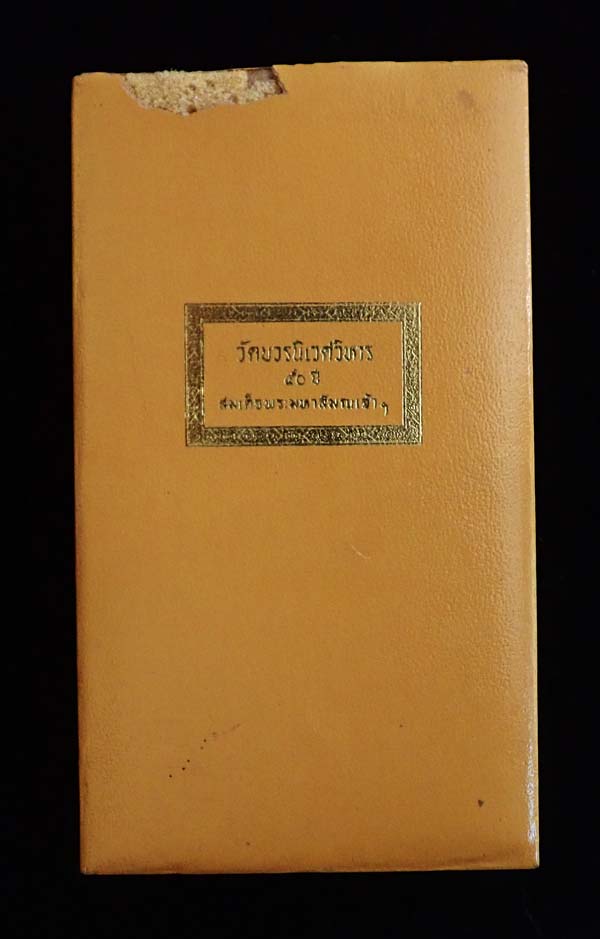 วัดบวรนิเวศวิหาร
๕๐ ปี
สมเด็จพระมหาสมณเจ้า ฯ